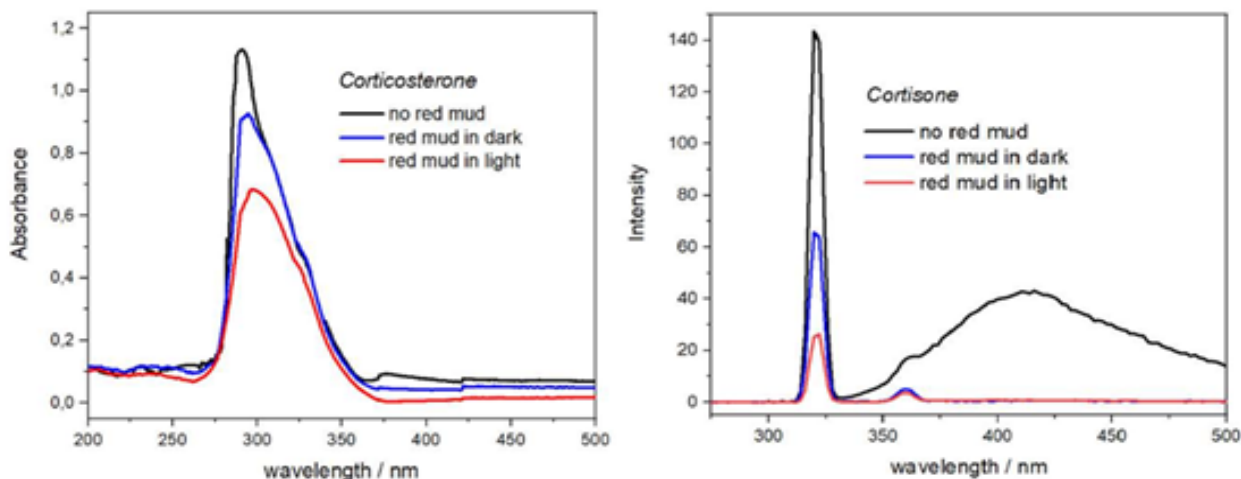 Corticosterone
no red mud
red mud in dark
red mud in light
1,2
1,0
0,8
0,6
0,4
0,2
0,0
Absorbance
200 250 300 350 400 450 500
wavelength / nm
Cortisone
no red mud
red mud in dark
red mud in light
140
120
100
80
60
40
20
0
Intensity
300 350 400 450 500
wavelength / nm